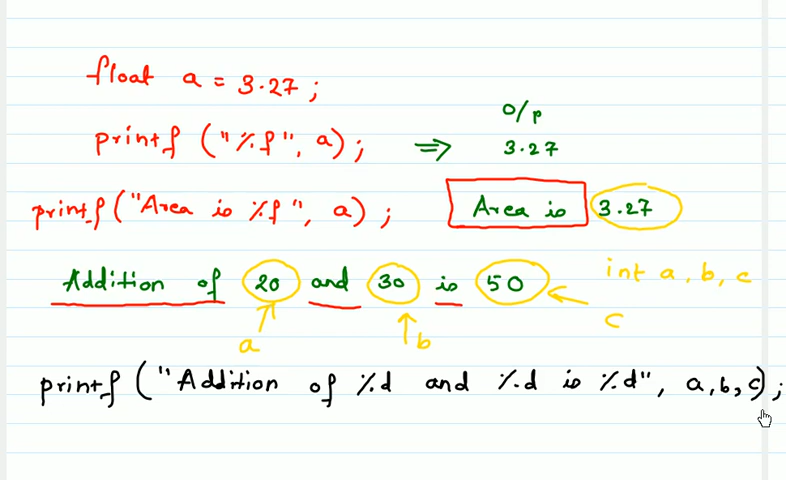 float a = 3.27;
O/p
printf ("%f", a); ⇒ 3.27
printf ("Area is %f", a); Area is 3.27
Addition of 20 and 30 is 50 int a, b, c
a b c
printf ("Addition of %d and %d is %d", a, b, c);